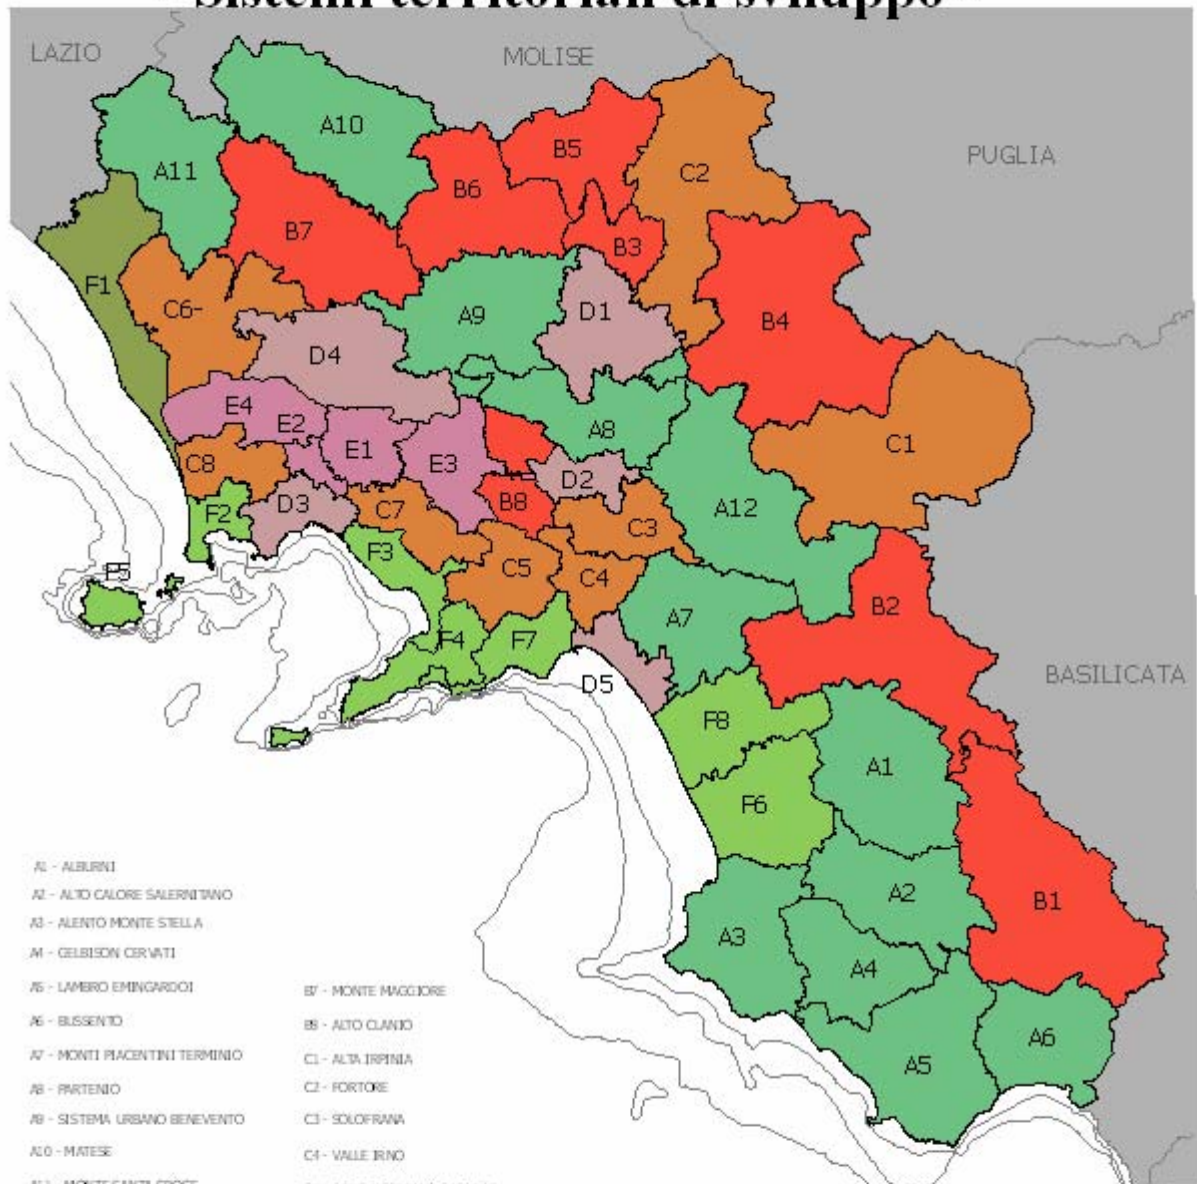 Sistemi territoriali di sviluppo
LAZIO
MOLISE
PUGLIA
BASILICATA
A10
B5
A11
C2
B6
B7
B3
F1
C6-
A9
D1
B4
D4
E4
E2
A8
C1
E1
E3
C8
D2
F2
D3
C7
B8
A12
C3
F3
C5
C4
F5
B2
A7
F4
F7
D5
F8
A1
F6
A2
B1
A3
A4
A6
A5
A1 - ALBURNI
A2 - ALTO CALORE SALERNITANO
A3 - ALENTO MONTE STELLA
A4 - GELBISON CERVATI
A5 - LAMBRO EMINGARDOI
A6 - BUSSENTO
A7 - MONTI PIACENTINI TERMINIO
A8 - PARTENIO
A9 - SISTEMA URBANO BENEVENTO
A10 - MATESE
B7 - MONTE MAGGIORE
B8 - ALTO CLANIO
C1 - ALTA IRPINIA
C2 - FORTORE
C3 - SOLOFRANA
C4 - VALLE IRNO